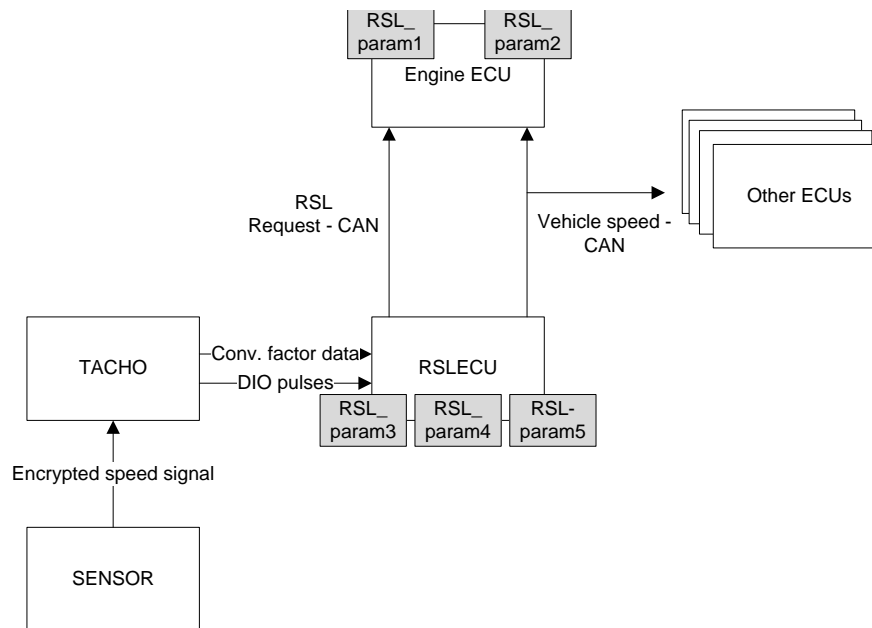 RSL_
param1
RSL_
param2
Engine ECU
RSL
Request - CAN
Vehicle speed -
CAN
Other ECUs
TACHO
Conv. factor data
DIO pulses
RSLECU
RSL_
param3
RSL_
param4
RSL-
param5
Encrypted speed signal
SENSOR